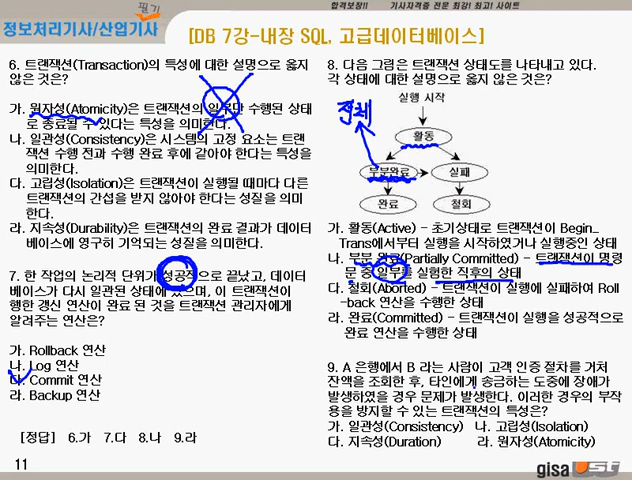 합격보장!! 기사자격증 전문 최강! 최고! 사이트
필기
정보처리기사/산업기사
[DB 7강-내장 SQL, 고급데이터베이스]
6. 트랜잭션(Transaction)의 특성에 대한 설명으로 옳지
않은 것은?
가. 원자성(Atomicity)은 트랜잭션의 일부만 수행된 상태
로 종료될 수 있다는 특성을 의미한다.
나. 일관성(Consistency)은 시스템의 고정 요소는 트랜
잭션 수행 전과 수행 완료 후에 같아야 한다는 특성을
의미한다.
다. 고립성(Isolation)은 트랜잭션이 실행될 때마다 다른
트랜잭션의 간섭을 받지 않아야 한다는 성질을 의미
한다.
라. 지속성(Durability)은 트랜잭션의 완료 결과가 데이터
베이스에 영구히 기억되는 성질을 의미한다.
7. 한 작업의 논리적 단위가 성공적으로 끝났고, 데이터
베이스가 다시 일관된 상태에 있으며, 이 트랜잭션이
행한 갱신 연산이 완료 된 것을 트랜잭션 관리자에게
알려주는 연산은?
가. Rollback 연산
나. Log 연산
다. Commit 연산
라. Backup 연산
[정답] 6.가 7.다 8.나 9.라
11
8. 다음 그림은 트랜잭션 상태도를 나타내고 있다.
각 상태에 대한 설명으로 옳지 않은 것은?
실행 시작
전체
활동
부분완료
실패
완료
철회
가. 활동(Active) - 초기상태로 트랜잭션이 Begin_
Trans에서부터 실행을 시작하였거나 실행중인 상태
나. 부분 완료(Partially Committed) - 트랜잭션이 명령
문 중 일부를 실행한 직후의 상태
다. 철회(Aborted) - 트랜잭션이 실행에 실패하여 Roll
-back 연산을 수행한 상태
라. 완료(Committed) - 트랜잭션이 실행을 성공적으로
완료 연산을 수행한 상태
9. A 은행에서 B 라는 사람이 고객 인증 절차를 거쳐
잔액을 조회한 후, 타인에게 송금하는 도중에 장애가
발생하였을 경우 문제가 발생한다. 이러한 경우의 부작
용을 방지할 수 있는 트랜잭션의 특성은?
가. 일관성(Consistency) 나. 고립성(Isolation)
다. 지속성(Duration) 라. 원자성(Atomicity)
gisa